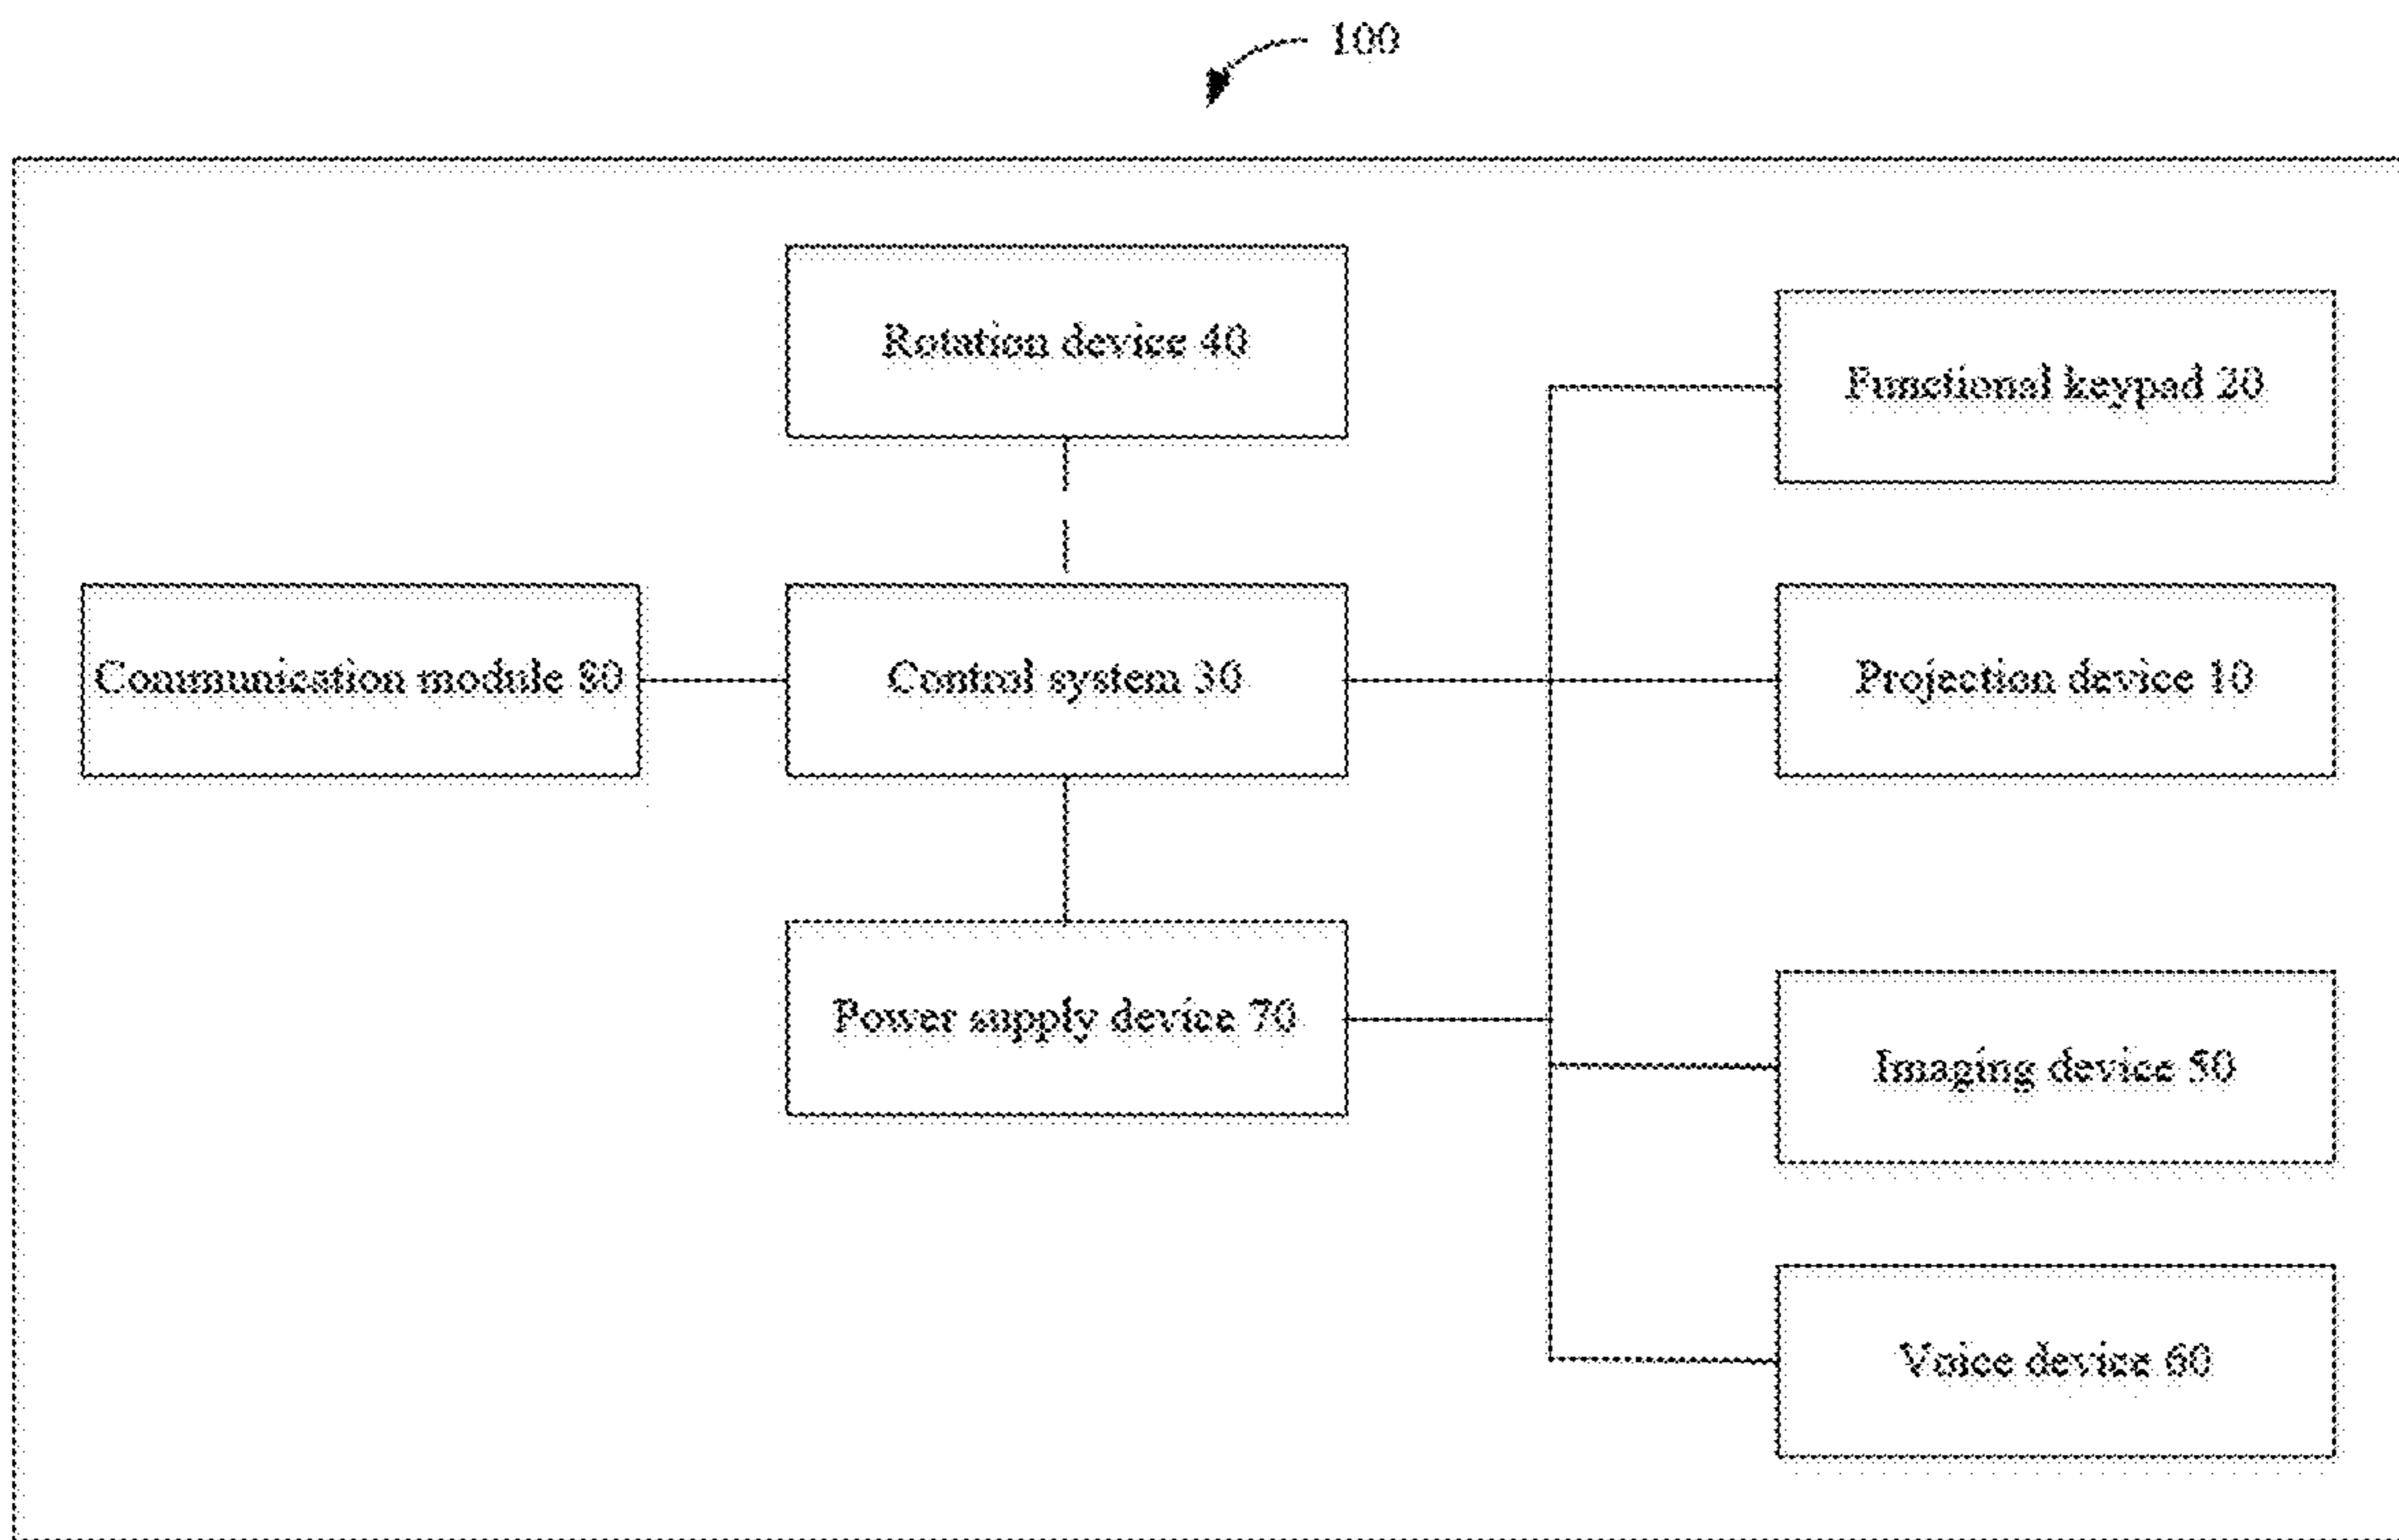 100
Rotation device 40
Functional keypad 20
Communication module 80
Control system 30
Projection device 10
Power supply device 70
Imaging device 50
Voice device 60